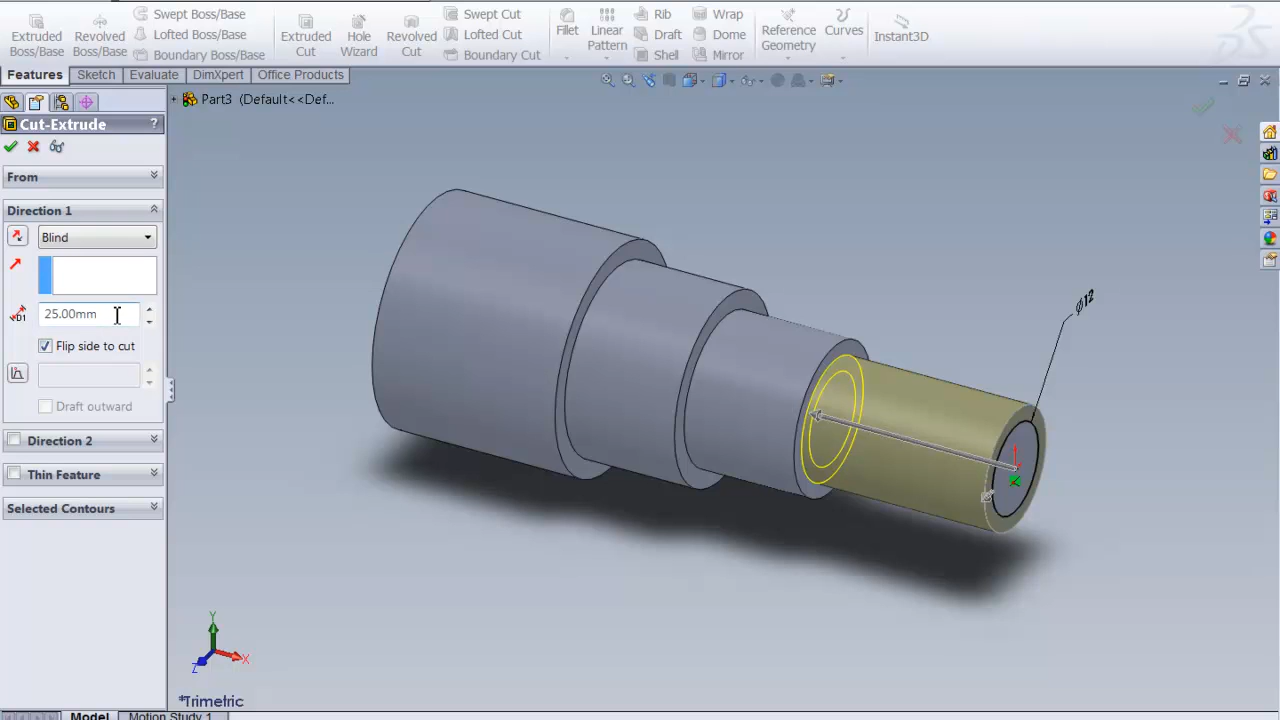 Extruded Boss/Base
Revolved Boss/Base
Swept Boss/Base
Lofted Boss/Base
Boundary Boss/Base
Extruded Cut
Hole Wizard
Revolved Cut
Swept Cut
Lofted Cut
Boundary Cut
Fillet
Linear Pattern
Rib
Draft
Shell
Wrap
Dome
Mirror
Reference Geometry
Curves
Instant3D
Features
Sketch
Evaluate
DimXpert
Office Products
Part3 (Default<<Def...
Cut-Extrude
?
From
Direction 1
Blind
D1
25.00mm
Flip side to cut
Draft outward
Direction 2
Thin Feature
Selected Contours
ϕ12
Y
X
Z
*Trimetric
Model
Motion Study 1